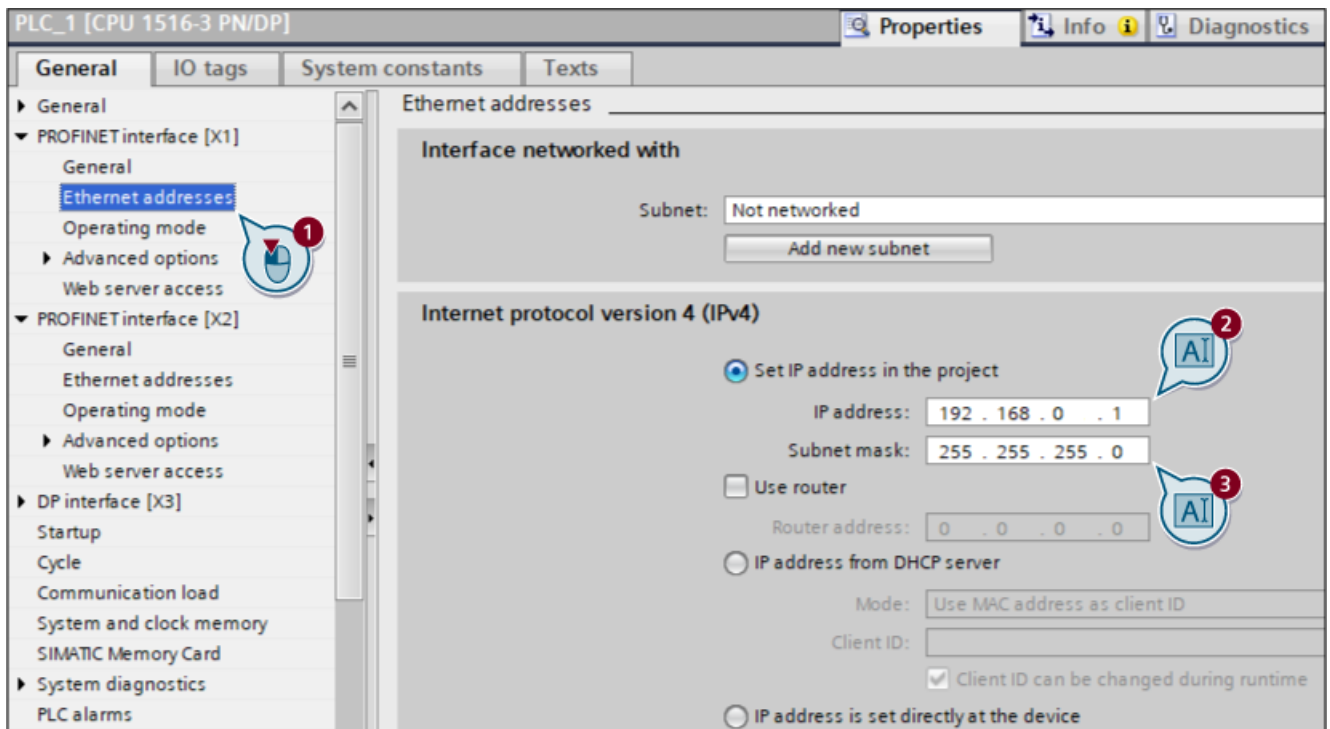 PLC_1 [CPU 1516-3 PN/DP]
Properties
Info
Diagnostics
General
IO tags
System constants
Texts
General
PROFINET interface [X1]
General
Ethernet addresses
Operating mode
Advanced options
Web server access
PROFINET interface [X2]
General
Ethernet addresses
Operating mode
Advanced options
Web server access
DP interface [X3]
Startup
Cycle
Communication load
System and clock memory
SIMATIC Memory Card
System diagnostics
PLC alarms
1
Ethernet addresses
Interface networked with
Subnet: Not networked
Add new subnet
Internet protocol version 4 (IPv4)
2
AI
Set IP address in the project
IP address: 192 . 168 . 0 . 1
Subnet mask: 255 . 255 . 255 . 0
3
AI
Use router
Router address: 0 . 0 . 0 . 0
IP address from DHCP server
Mode: Use MAC address as client ID
Client ID:
Client ID can be changed during runtime
IP address is set directly at the device